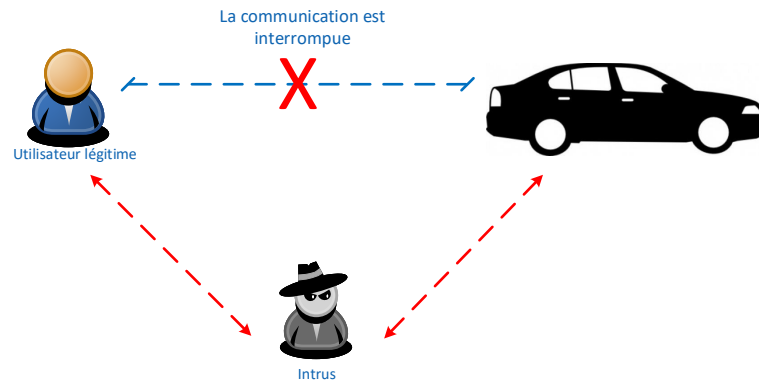 La communication est
interrompue
Utilisateur légitime
Intrus